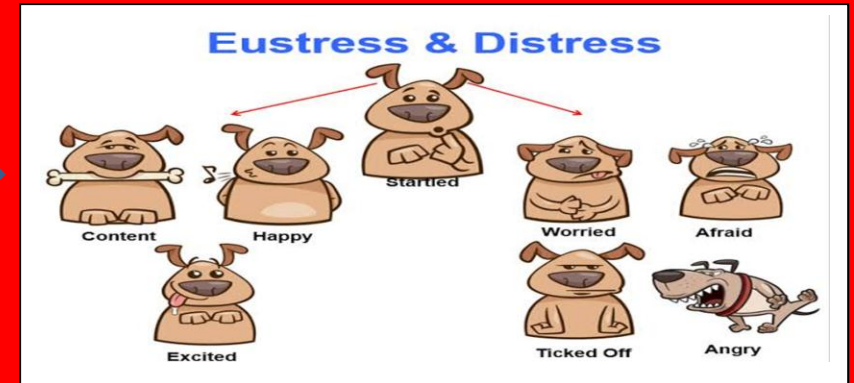 Eustress & Distress
Startled
Content Happy
Worried Afraid
Excited
Ticked Off Angry